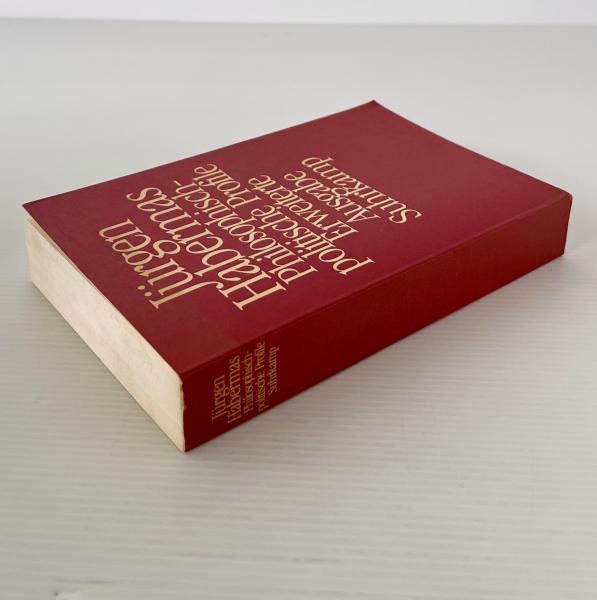 Jürgen
Habermas
Philosophisch-
politische Profile
Erweiterte
Ausgabe
Suhrkamp
Jürgen
Habermas
Philosophisch-
politische Profile
Suhrkamp